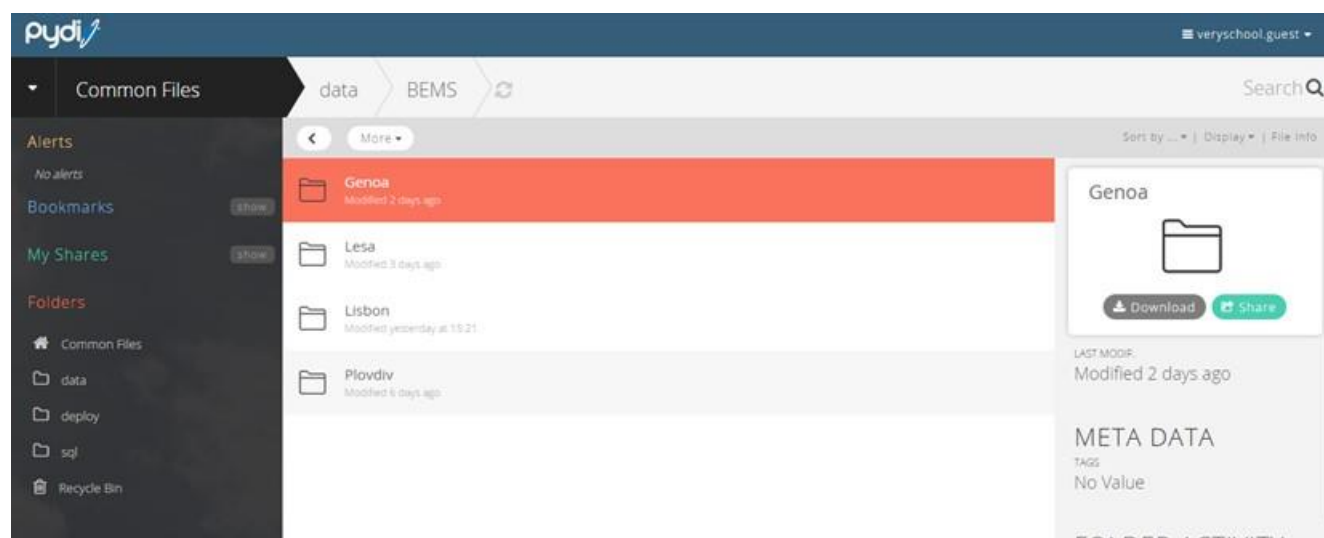 pydi
veryschool.guest
Common Files
data
BEMS
Search
Alerts
No alerts
Bookmarks
show
My Shares
show
Folders
Common Files
data
deploy
sql
Recycle Bin
More
Sort by ... | Display | File Info
Genoa
Modified 2 days ago
Lesa
Modified 3 days ago
Lisbon
Modified yesterday at 15:21
Plovdiv
Modified 6 days ago
Genoa
Download
Share
LAST MODIF.
Modified 2 days ago
META DATA
TAGS
No Value